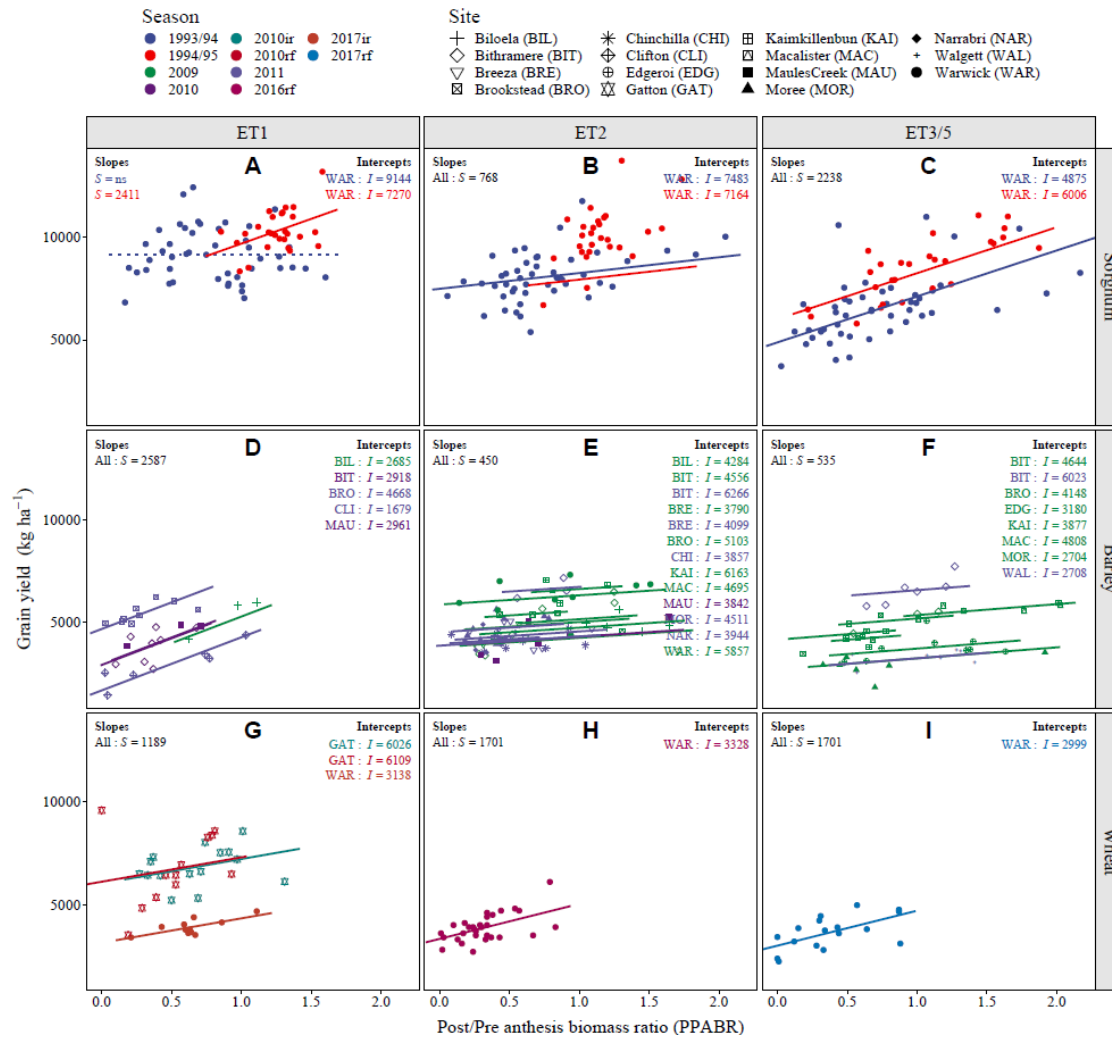 Season
Site
1993/94
2010ir
2017ir
1994/95
2010rf
2017rf
2009
2011
2010
2016rf
Biloela (BIL)
Chinchilla (CHI)
Kaimkillenbun (KAI)
Narrabri (NAR)
Bithramere (BIT)
Clifton (CLI)
Macalister (MAC)
Walgett (WAL)
Breeza (BRE)
Edgeroi (EDG)
MaulesCreek (MAU)
Warwick (WAR)
Brookstead (BRO)
Gatton (GAT)
Moree (MOR)
ET1
ET2
ET3/5
Slopes
A
Intercepts
S = ns
WAR : I = 9144
S = 2411
WAR : I = 7270
Slopes
B
Intercepts
All : S = 768
WAR : I = 7483
WAR : I = 7164
Slopes
C
Intercepts
All : S = 2238
WAR : I = 4875
WAR : I = 6006
Sorghum
10000
5000
Slopes
D
Intercepts
All : S = 2587
BIL : I = 2685
BIT : I = 2918
BRO : I = 4668
CLI : I = 1679
MAU : I = 2961
Slopes
E
Intercepts
All : S = 450
BIL : I = 4284
BIT : I = 4556
BIT : I = 6266
BRE : I = 3790
BRE : I = 4099
BRO : I = 5103
CHI : I = 3857
KAI : I = 6163
MAC : I = 4695
MAU : I = 3842
MOR : I = 4511
NAR : I = 3944
WAR : I = 5857
Slopes
F
Intercepts
All : S = 535
BIT : I = 4644
BIT : I = 6023
BRO : I = 4148
EDG : I = 3180
KAI : I = 3877
MAC : I = 4808
MOR : I = 2704
WAL : I = 2708
Barley
10000
5000
Grain yield (kg ha⁻¹)
Slopes
G
Intercepts
All : S = 1189
GAT : I = 6026
GAT : I = 6109
WAR : I = 3138
Slopes
H
Intercepts
All : S = 1701
WAR : I = 3328
Slopes
I
Intercepts
All : S = 1701
WAR : I = 2999
Wheat
10000
5000
0.0 0.5 1.0 1.5 2.0
0.0 0.5 1.0 1.5 2.0
0.0 0.5 1.0 1.5 2.0
Post/Pre anthesis biomass ratio (PPABR)